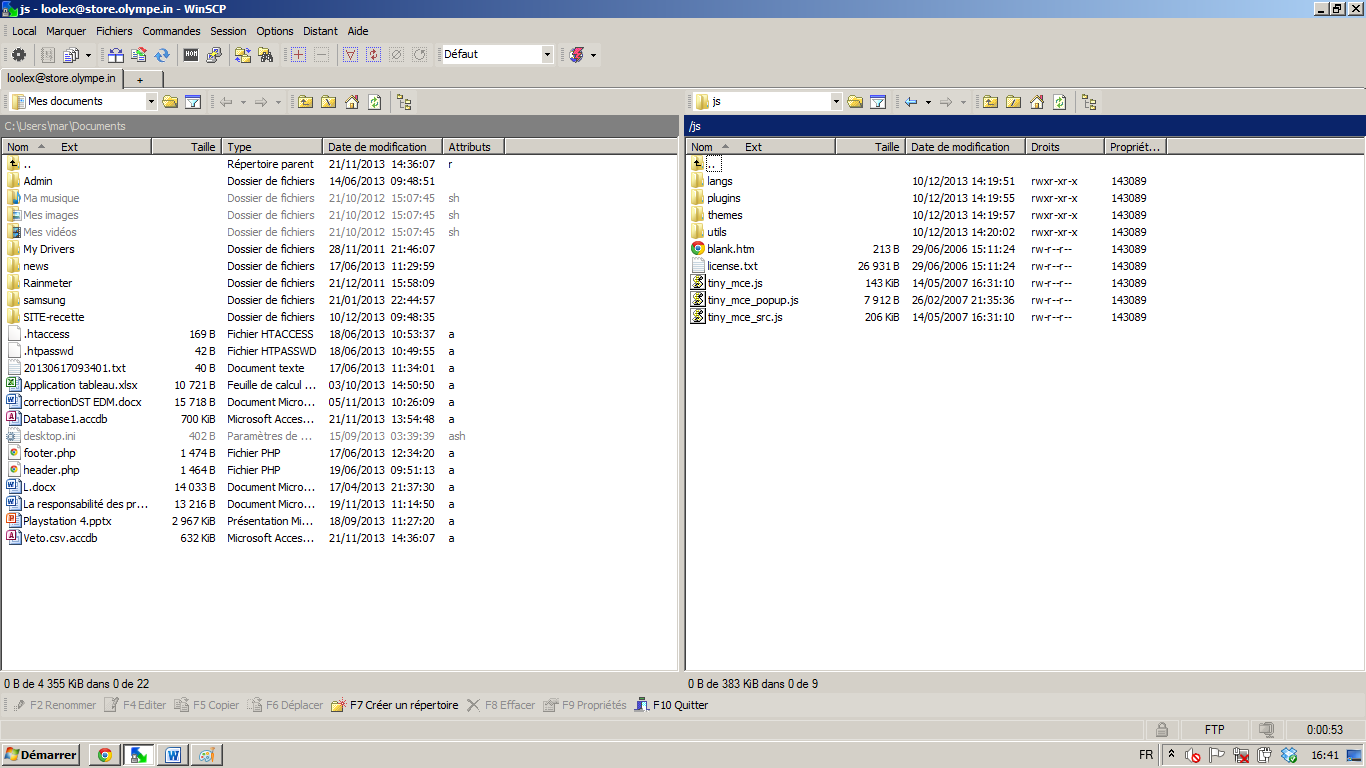 js - loolex@store.olympe.in - WinSCP
Local Marquer Fichiers Commandes Session Options Distant Aide
Défaut
loolex@store.olympe.in +
Mes documents js
C:\Users\mar\Documents /js
Nom Ext Taille Type Date de modification Attributs Nom Ext Taille Date de modification Droits Propriét...
.. Répertoire parent 21/11/2013 14:36:07 r ..
Admin Dossier de fichiers 14/06/2013 09:48:51 langs 10/12/2013 14:19:51 rwxr-xr-x 143089
Ma musique Dossier de fichiers 21/10/2012 15:07:45 sh plugins 10/12/2013 14:19:55 rwxr-xr-x 143089
Mes images Dossier de fichiers 21/10/2012 15:07:45 sh themes 10/12/2013 14:19:57 rwxr-xr-x 143089
Mes vidéos Dossier de fichiers 21/10/2012 15:07:45 sh utils 10/12/2013 14:20:02 rwxr-xr-x 143089
My Drivers Dossier de fichiers 28/11/2011 21:46:07 blank.htm 213 B 29/06/2006 15:11:24 rw-r--r-- 143089
news Dossier de fichiers 17/06/2013 11:29:59 license.txt 26 931 B 29/06/2006 15:11:24 rw-r--r-- 143089
Rainmeter Dossier de fichiers 21/12/2011 15:58:09 tiny_mce.js 143 KiB 14/05/2007 16:31:10 rw-r--r-- 143089
samsung Dossier de fichiers 21/01/2013 22:44:57 tiny_mce_popup.js 7 912 B 26/02/2007 21:35:36 rw-r--r-- 143089
SITE-recette Dossier de fichiers 10/12/2013 09:48:35 tiny_mce_src.js 206 KiB 14/05/2007 16:31:10 rw-r--r-- 143089
.htaccess 169 B Fichier HTACCESS 18/06/2013 10:53:37 a
.htpasswd 42 B Fichier HTPASSWD 18/06/2013 10:49:55 a
20130617093401.txt 40 B Document texte 17/06/2013 11:34:01 a
Application tableau.xlsx 10 721 B Feuille de calcul ... 03/10/2013 14:50:50 a
correctionDST EDM.docx 15 718 B Document Micro... 05/11/2013 10:26:09 a
Database1.accdb 700 KiB Microsoft Acces... 21/11/2013 13:54:48 a
desktop.ini 402 B Paramètres de ... 15/09/2013 03:39:39 ash
footer.php 1 474 B Fichier PHP 17/06/2013 12:34:20 a
header.php 1 464 B Fichier PHP 19/06/2013 09:51:13 a
L.docx 14 033 B Document Micro... 17/04/2013 21:37:30 a
La responsabilité des pr... 13 216 B Document Micro... 19/11/2013 11:14:50 a
Playstation 4.pptx 2 967 KiB Présentation Mi... 18/09/2013 11:27:20 a
Veto.csv.accdb 632 KiB Microsoft Acces... 21/11/2013 14:36:07 a
0 B de 4 355 KiB dans 0 de 22 0 B de 383 KiB dans 0 de 9
F2 Renommer F4 Editer F5 Copier F6 Déplacer F7 Créer un répertoire F8 Effacer F9 Propriétés F10 Quitter
FTP 0:00:53
Démarrer FR 16:41